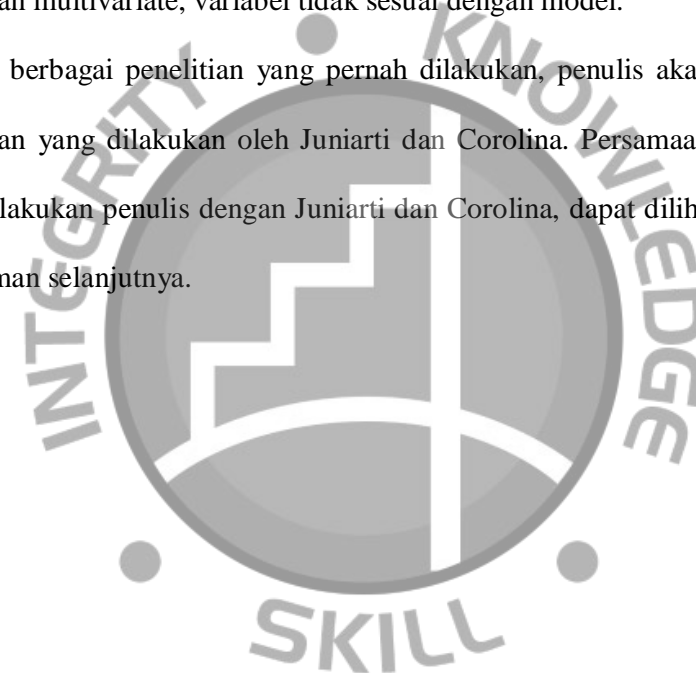 an multivariate, variabel tidak sesuai dengan model.
berbagai penelitian yang pernah dilakukan, penulis aka
an yang dilakukan oleh Juniarti dan Corolina. Persamaa
lakukan penulis dengan Juniarti dan Corolina, dapat dilih
man selanjutnya.
INTEGRITY
KNOWLEDGE
SKILL